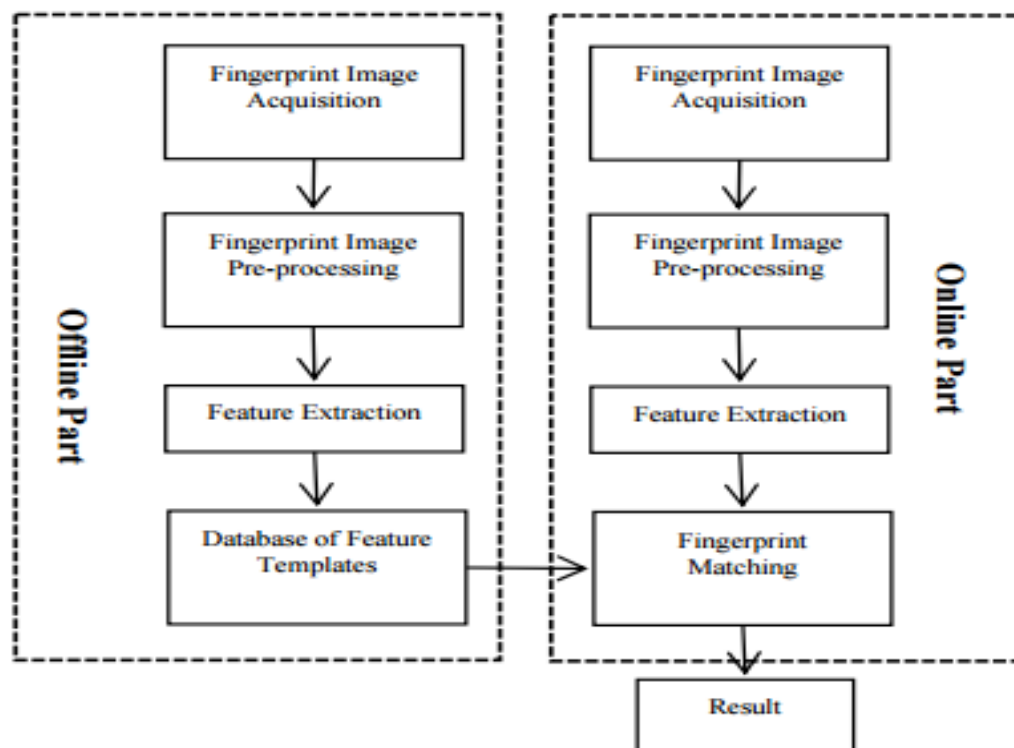 Fingerprint Image
Acquisition
Fingerprint Image
Pre-processing
Feature Extraction
Database of Feature
Templates
Offline Part
Fingerprint Image
Acquisition
Fingerprint Image
Pre-processing
Feature Extraction
Fingerprint
Matching
Online Part
Result